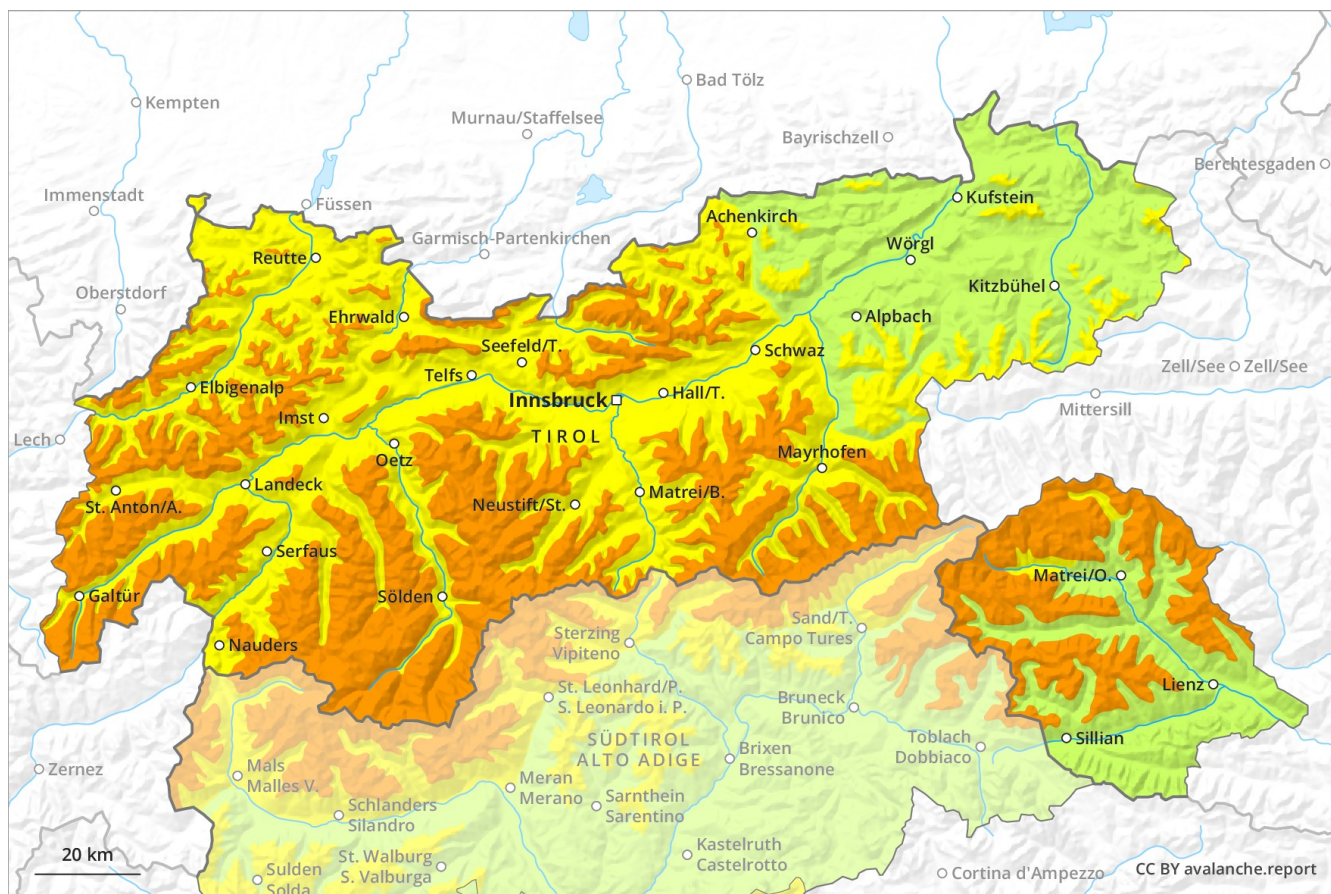 Kempten
Bad Tölz
Murnau/Staffelsee
Bayrischzell
Berchtesgaden
Immenstadt
Füssen
Kufstein
Achenkirch
Garmisch-Partenkirchen
Wörgl
Reutte
Kitzbühel
Oberstdorf
Ehrwald
Alpbach
Seefeld/T.
Schwaz
Telfs
Zell/See
Zell/See
Elbigenalp
Hall/T.
Innsbruck
Mittersill
Imst
Lech
TIROL
Oetz
Mayrhofen
Landeck
Matrei/B.
St. Anton/A.
Neustift/St.
Serfaus
Matrei/O.
Galtür
Sölden
Sand/T.
Campo Tures
Sterzing
Vipiteno
Nauders
Lienz
St. Leonhard/P.
S. Leonardo i. P.
Bruneck
Brunico
Sillian
SÜDTIROL
ALTO ADIGE
Toblach
Dobbiaco
Brixen
Bressanone
Zernez
Mals
Malles V.
Meran
Merano
Sarnthein
Sarentino
Schlanders
Silandro
Kastelruth
Castelrotto
20 km
St. Walburg
S. Valburga
Sulden
Solda
Cortina d'Ampezzo
CC BY avalanche.report